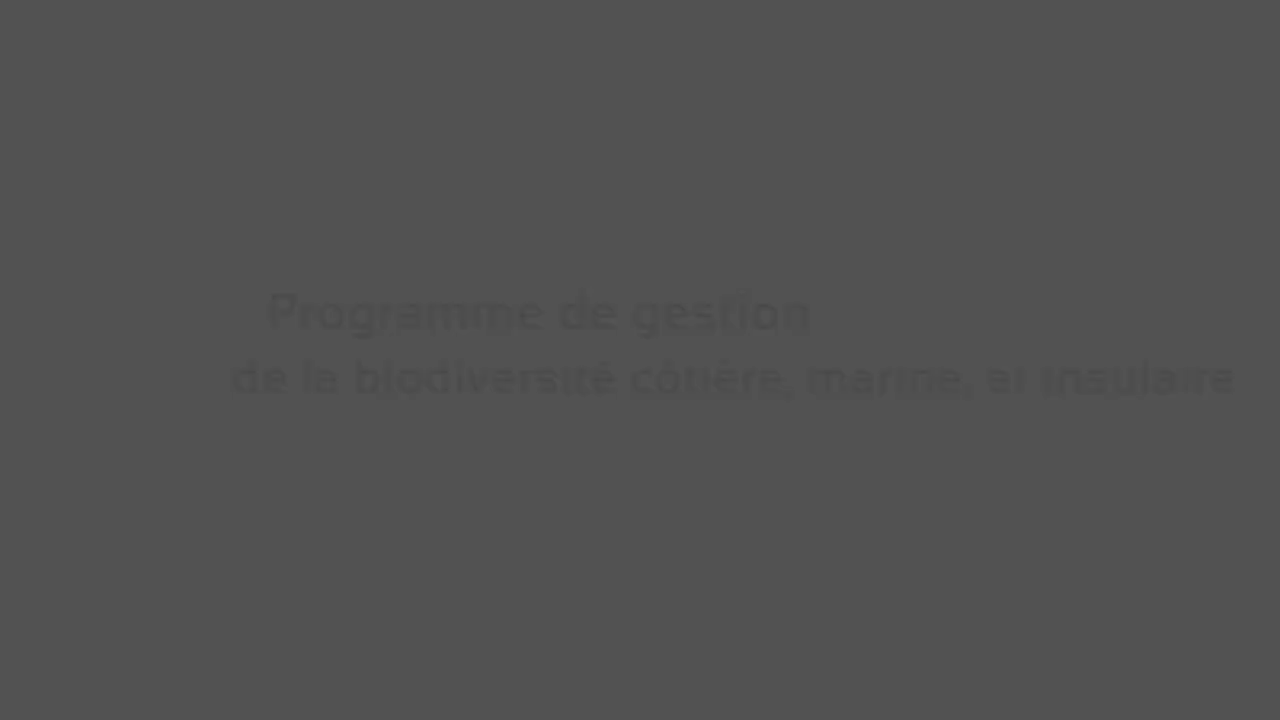 Programme de gestion
de la biodiversité côtière, marine, et insulaire